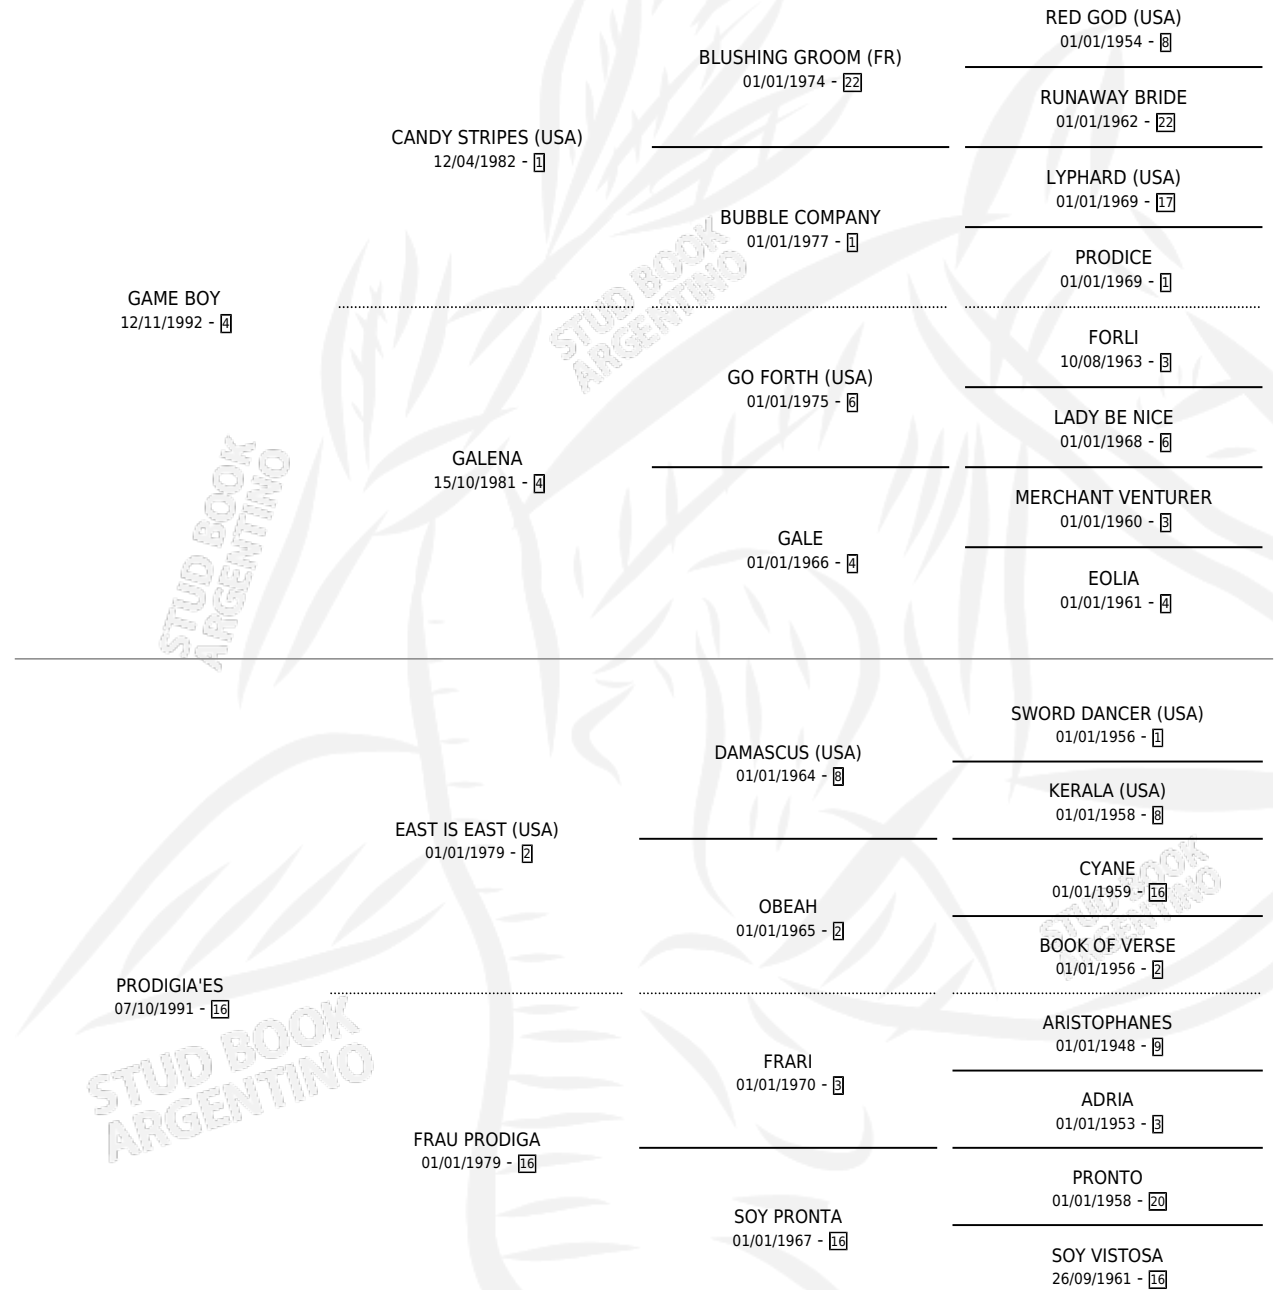 RED GOD (USA)
01/01/1954 - 8
BLUSHING GROOM (FR)
01/01/1974 - 22
RUNAWAY BRIDE
01/01/1962 - 22
CANDY STRIPES (USA)
12/04/1982 - 1
LYPHARD (USA)
01/01/1969 - 17
BUBBLE COMPANY
01/01/1977 - 1
PRODICE
01/01/1969 - 1
GAME BOY
12/11/1992 - 4
FORLI
10/08/1963 - 3
GO FORTH (USA)
01/01/1975 - 6
LADY BE NICE
01/01/1968 - 6
GALENA
15/10/1981 - 4
MERCHANT VENTURER
01/01/1960 - 3
GALE
01/01/1966 - 4
EOLIA
01/01/1961 - 4
SWORD DANCER (USA)
01/01/1956 - 1
DAMASCUS (USA)
01/01/1964 - 8
KERALA (USA)
01/01/1958 - 8
EAST IS EAST (USA)
01/01/1979 - 2
CYANE
01/01/1959 - 16
OBEAH
01/01/1965 - 2
BOOK OF VERSE
01/01/1956 - 2
PRODIGIA'ES
07/10/1991 - 16
ARISTOPHANES
01/01/1948 - 9
FRARI
01/01/1970 - 3
ADRIA
01/01/1953 - 3
FRAU PRODIGA
01/01/1979 - 16
PRONTO
01/01/1958 - 20
SOY PRONTA
01/01/1967 - 16
SOY VISTOSA
26/09/1961 - 16
STUD BOOK
ARGENTINO
STUD BOOK
ARGENTINO
STUD BOOK
ARGENTINO
STUD BOOK
ARGENTINO